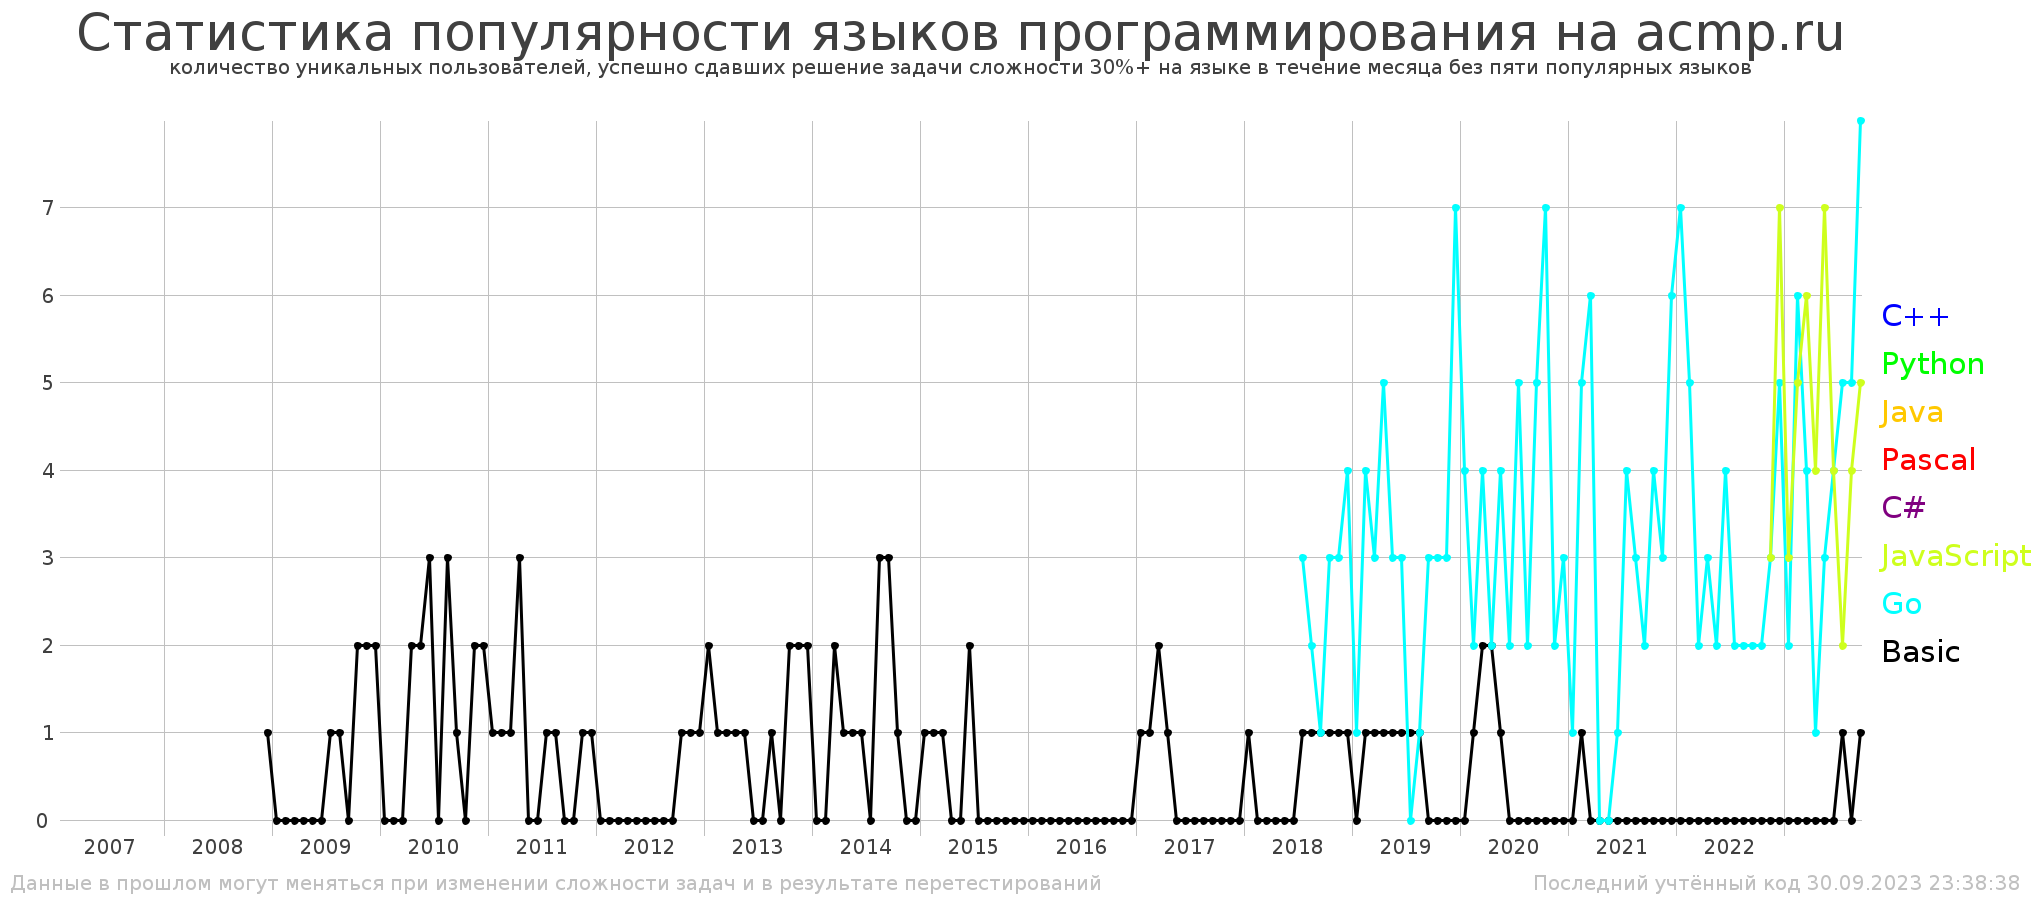 Статистика популярности языков программирования на acmp.ru
количество уникальных пользователей, успешно сдавших решение задачи сложности 30%+ на языке в течение месяца без пяти популярных языков
7
6
5
4
3
2
1
0
C++
Python
Java
Pascal
C#
JavaScript
Go
Basic
2007 2008 2009 2010 2011 2012 2013 2014 2015 2016 2017 2018 2019 2020 2021 2022
Данные в прошлом могут меняться при изменении сложности задач и в результате перетестирований
Последний учтённый код 30.09.2023 23:38:38